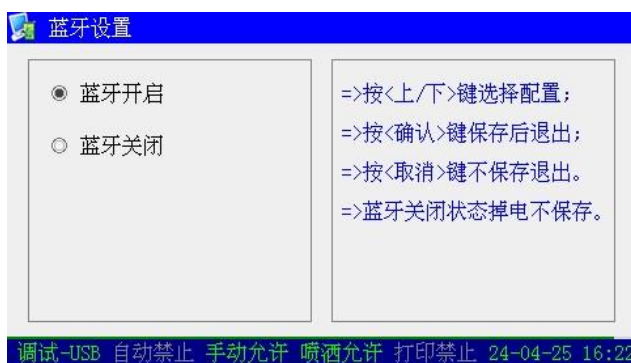 蓝牙设置
蓝牙开启
蓝牙关闭
=>按<上/下>键选择配置；
=>按<确认>键保存后退出；
=>按<取消>键不保存退出。
=>蓝牙关闭状态掉电不保存。
调试-USB 自动禁止 手动允许 喷洒允许 打印禁止 24-04-25 16:22